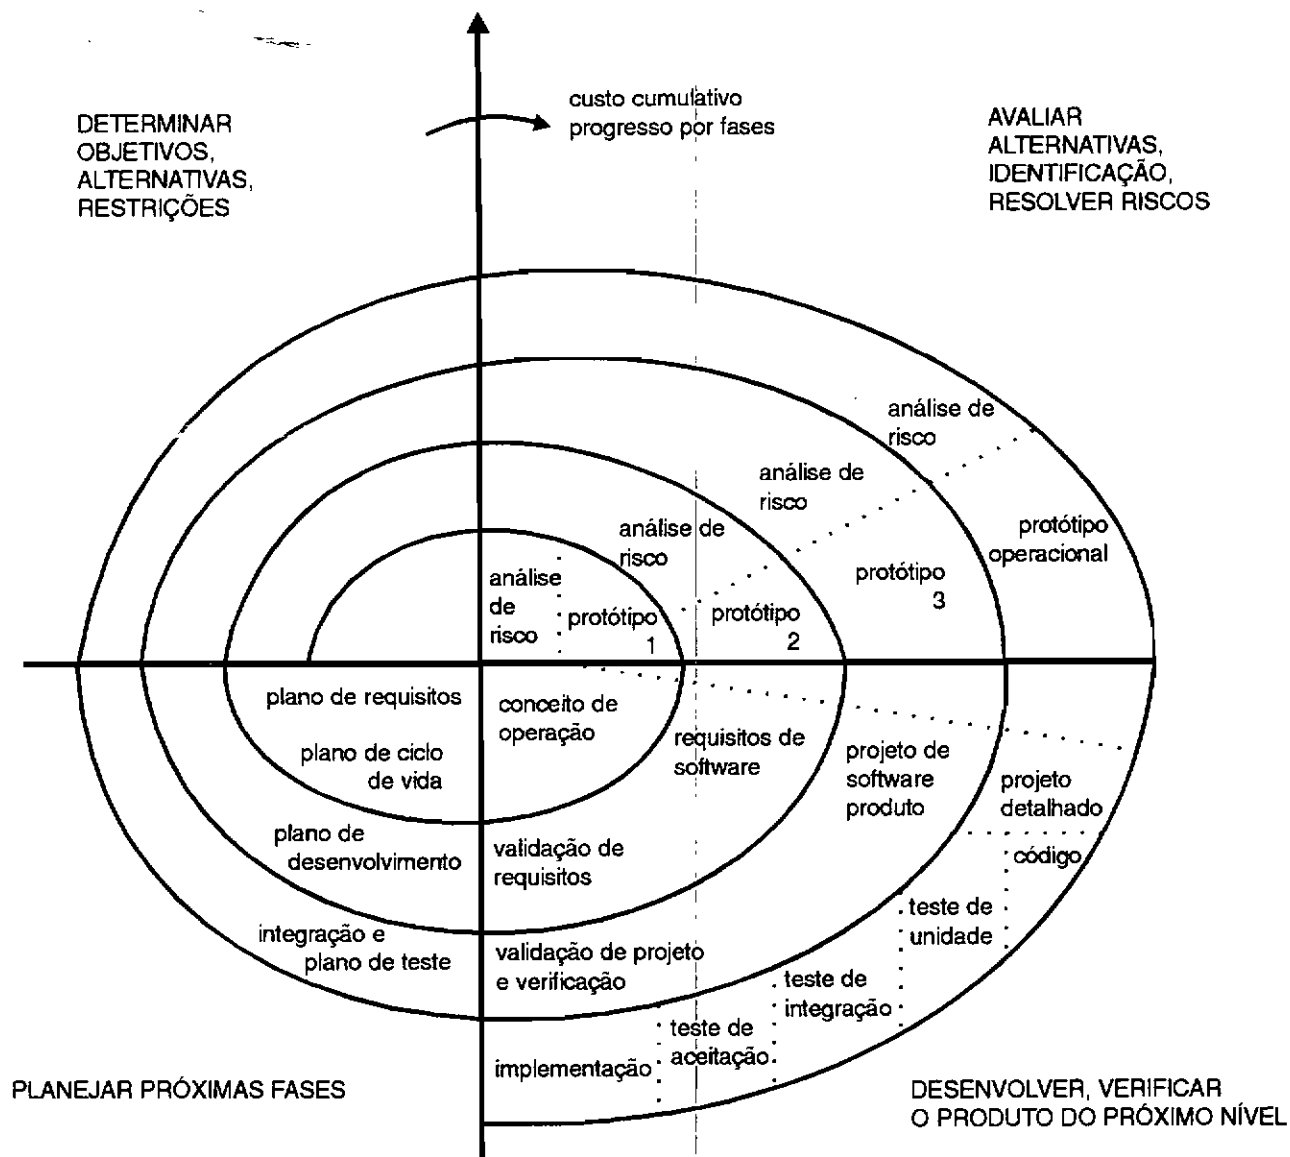 custo cumulativo
progresso por fases
DETERMINAR
OBJETIVOS,
ALTERNATIVAS,
RESTRIÇÕES
AVALIAR
ALTERNATIVAS,
IDENTIFICAÇÃO,
RESOLVER RISCOS
análise de
risco
análise de
risco
análise de
risco
análise
de
risco
protótipo
1
protótipo
2
protótipo
3
protótipo
operacional
plano de requisitos
plano de ciclo
de vida
conceito de
operação
requisitos de
software
projeto de
software
produto
projeto
detalhado
código
plano de
desenvolvimento
validação de
requisitos
teste de
unidade
integração e
plano de teste
validação de projeto
e verificação
teste de
integração
teste de
aceitação
implementação
PLANEJAR PRÓXIMAS FASES
DESENVOLVER, VERIFICAR
O PRODUTO DO PRÓXIMO NÍVEL